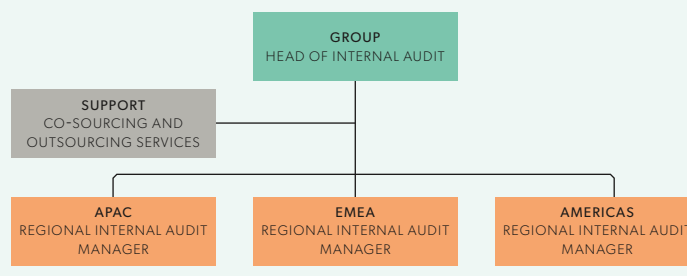 GROUP
HEAD OF INTERNAL AUDIT
SUPPORT
CO-SOURCING AND
OUTSOURCING SERVICES
APAC
REGIONAL INTERNAL AUDIT
MANAGER
EMEA
REGIONAL INTERNAL AUDIT
MANAGER
AMERICAS
REGIONAL INTERNAL AUDIT
MANAGER